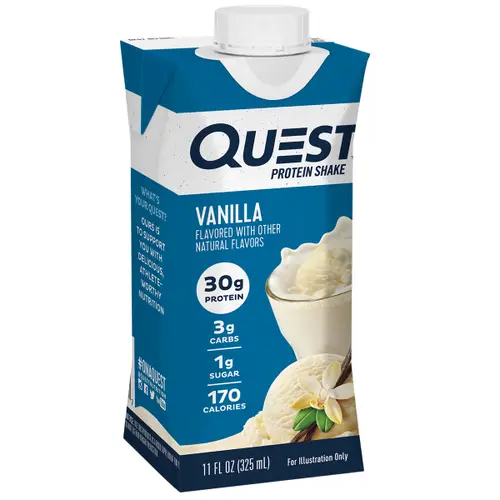 QUEST
PROTEIN SHAKE
VANILLA
FLAVORED WITH OTHER
NATURAL FLAVORS
30g
PROTEIN
3g
CARBS
1g
SUGAR
170
CALORIES
11 FL OZ (325 mL)
For Illustration Only
WHAT'S
YOUR QUEST?
OURS IS
TO SUPPORT
YOU WITH
DELICIOUS,
ATHLETE-
WORTHY
NUTRITION
#ONAQUEST